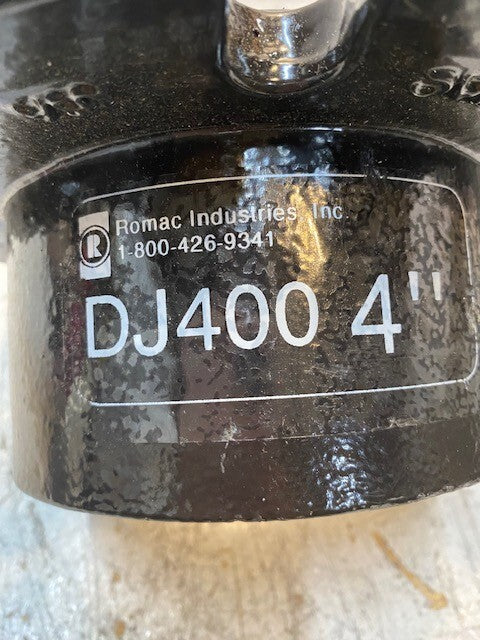 R
Romac Industries, Inc.
1-800-426-9341
DJ400 4"